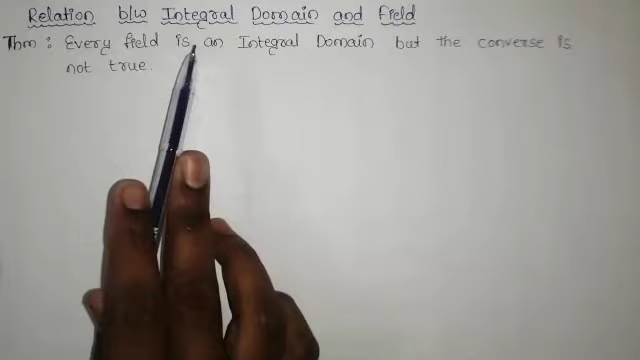 Relation b/w Integral Domain and Field
Thm : Every field is an Integral Domain but the converse is
not true.